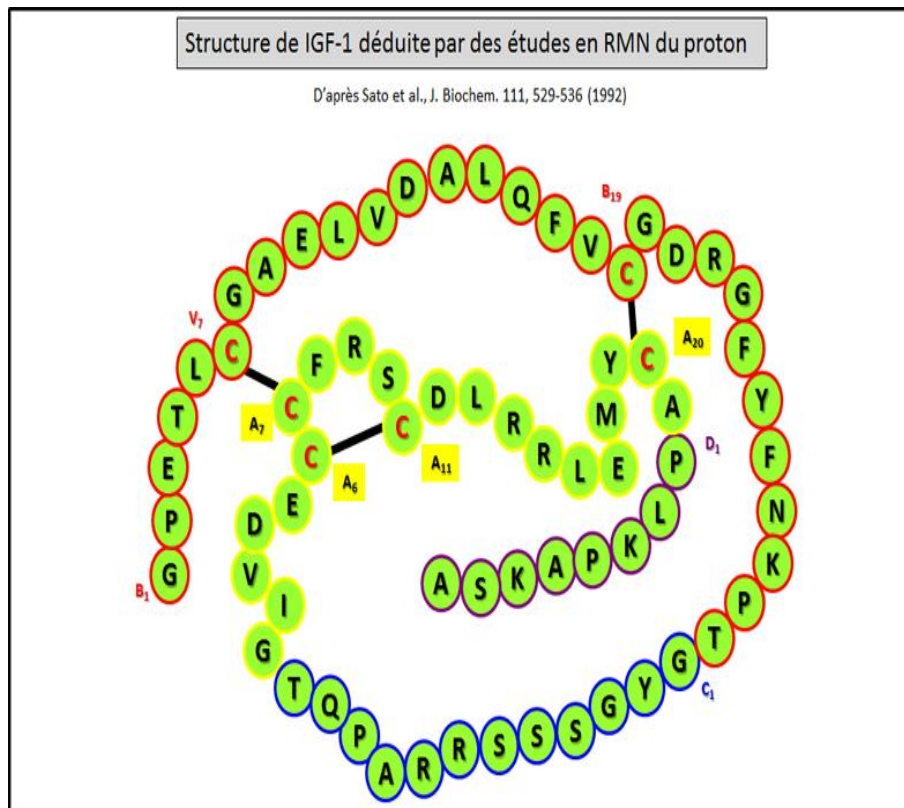 Structure de IGF-1 déduite par des études en RMN du proton
D'après Sato et al., J. Biochem. 111, 529-536 (1992)
B1
G P E T L C G A E L V D A L Q F V C G D R G F Y F N K P T
V7
B19
C1
G Y G S S S R R A P Q T
G I V D E C C F R S C D L R R L E M Y C A
A6
A7
A11
A20
D1
P L K P A K S A